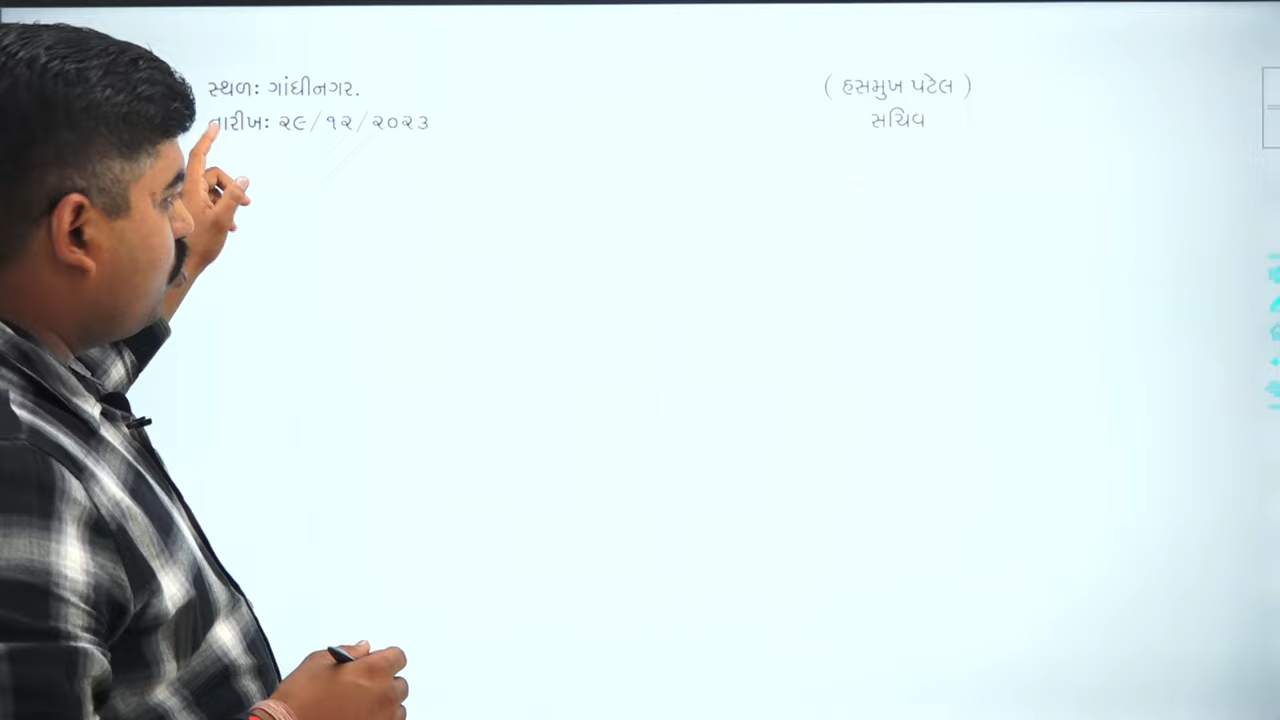 સ્થળઃ ગાંધીનગર.
તારીખઃ ૨૯/૧૨/૨૦૨૩
( હસમુખ પટેલ )
સચિવ